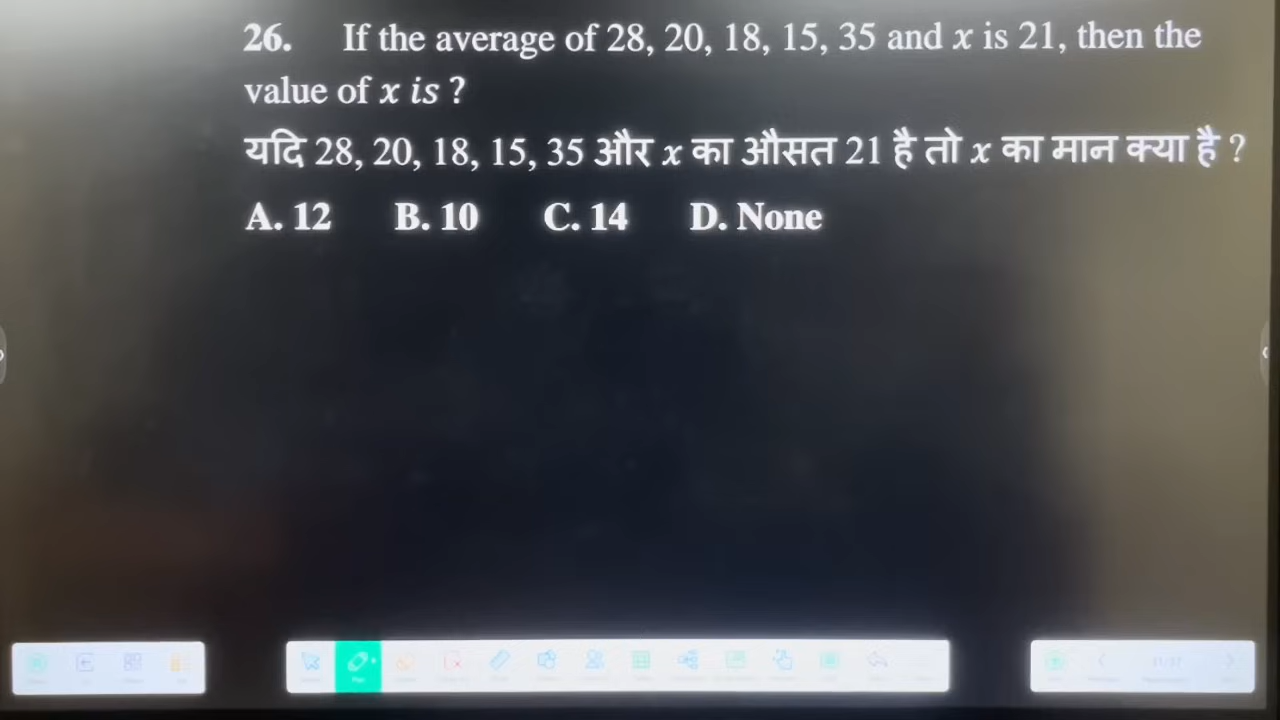 26. If the average of 28, 20, 18, 15, 35 and x is 21, then the
value of x is ?
यदि 28, 20, 18, 15, 35 और x का औसत 21 है तो x का मान क्या है ?
A. 12 B. 10 C. 14 D. None